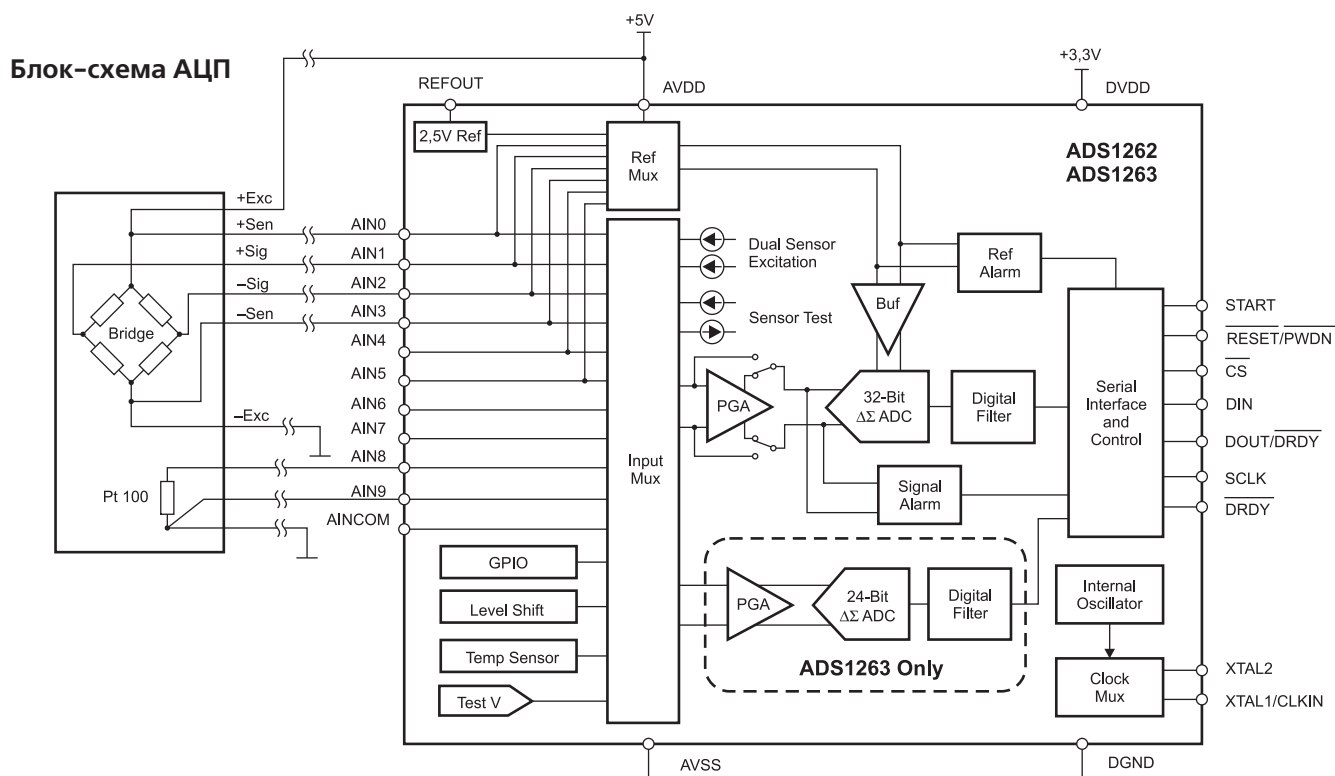 Блок-схема АЦП
+5V
+3,3V
REFOUT
AVDD
DVDD
2,5V Ref
Ref
Mux
ADS1262
ADS1263
+Exc
+Sen
AIN0
+Sig
AIN1
–Sig
AIN2
–Sen
AIN3
AIN4
AIN5
AIN6
AIN7
AIN8
AIN9
AINCOM
Bridge
–Exc
Pt 100
Dual Sensor
Excitation
Sensor Test
Input
Mux
Buf
Ref
Alarm
PGA
32-Bit
ΔΣ ADC
Digital
Filter
Signal
Alarm
Serial
Interface
and
Control
START
RESET/PWDN
CS
DIN
DOUT/DRDY
SCLK
DRDY
GPIO
Level Shift
Temp Sensor
Test V
PGA
24-Bit
ΔΣ ADC
Digital
Filter
ADS1263 Only
Internal
Oscillator
Clock
Mux
XTAL2
XTAL1/CLKIN
AVSS
DGND